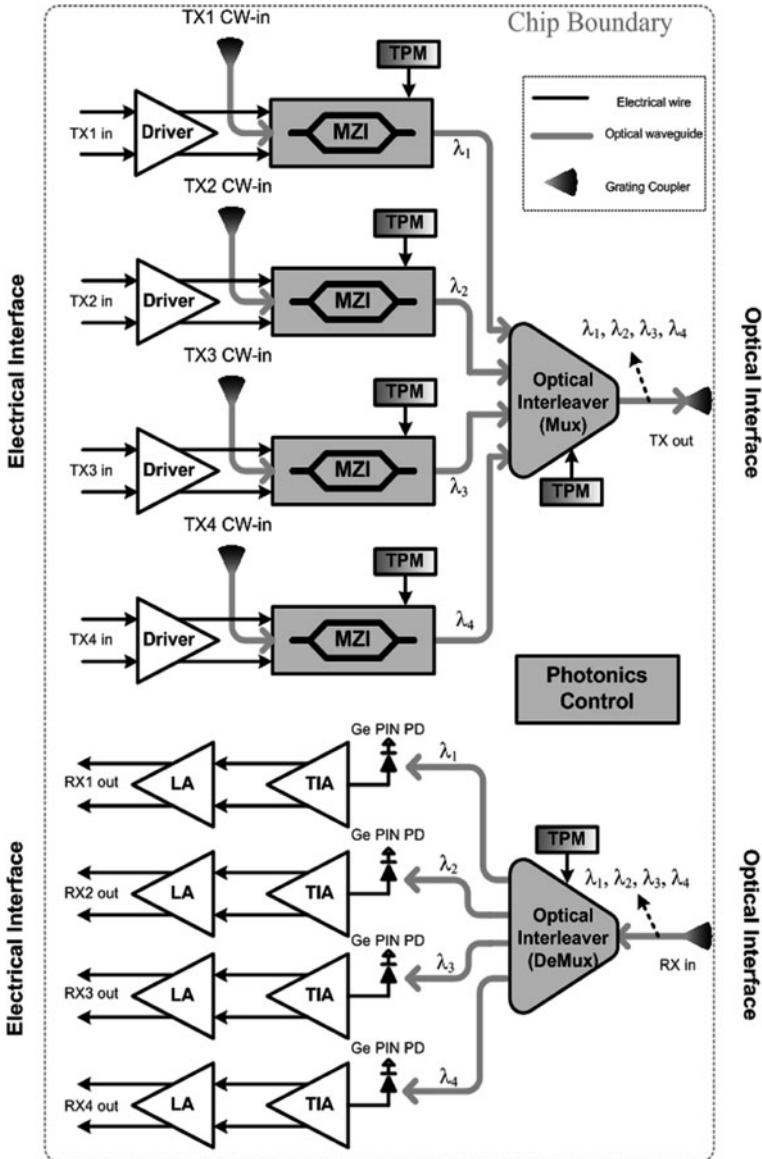 TX1 CW-in
Chip Boundary
TPM
Electrical wire
TX1 in
Driver
MZI
λ1
Optical waveguide
Grating Coupler
TX2 CW-in
TPM
TX2 in
Driver
MZI
λ2
TX3 CW-in
TPM
λ1, λ2, λ3, λ4
Optical
Interleaver
(Mux)
TX out
TPM
TX3 in
Driver
MZI
λ3
TX4 CW-in
TPM
TX4 in
Driver
MZI
λ4
Electrical Interface
Optical Interface
Photonics
Control
Ge PIN PD
λ1
RX1 out
LA
TIA
Ge PIN PD
λ2
RX2 out
LA
TIA
TPM
λ1, λ2, λ3, λ4
Optical
Interleaver
(DeMux)
RX in
Ge PIN PD
λ3
RX3 out
LA
TIA
Ge PIN PD
λ4
RX4 out
LA
TIA
Electrical Interface
Optical Interface